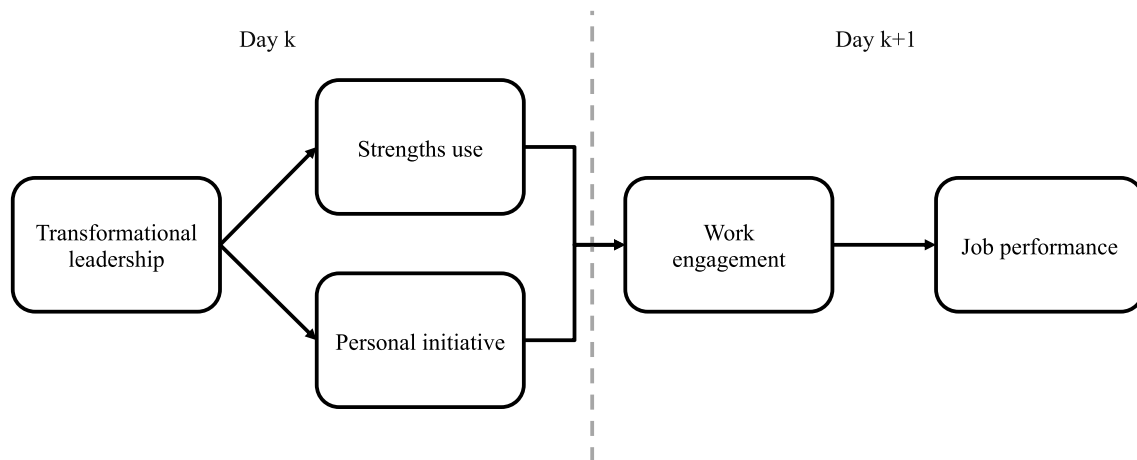 Day k
Day k+1
Strengths use
Transformational
leadership
Work
engagement
Job performance
Personal initiative